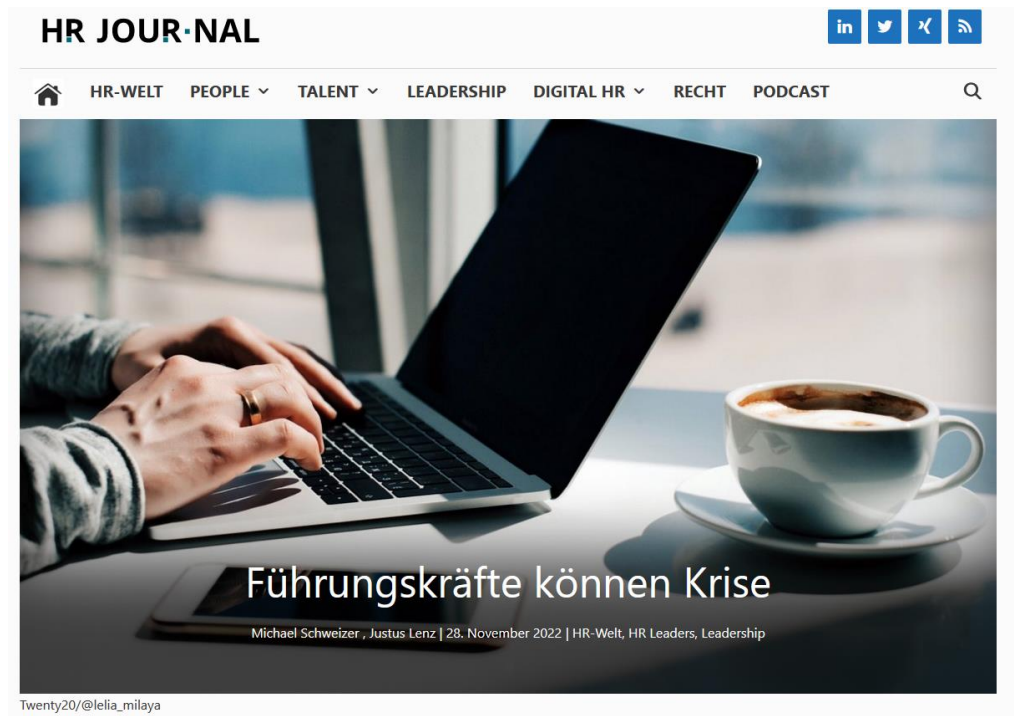 HR JOUR·NAL
in
HR-WELT PEOPLE TALENT LEADERSHIP DIGITAL HR RECHT PODCAST
Führungskräfte können Krise
Michael Schweizer , Justus Lenz | 28. November 2022 | HR-Welt, HR Leaders, Leadership
Twenty20/@lelia_milaya